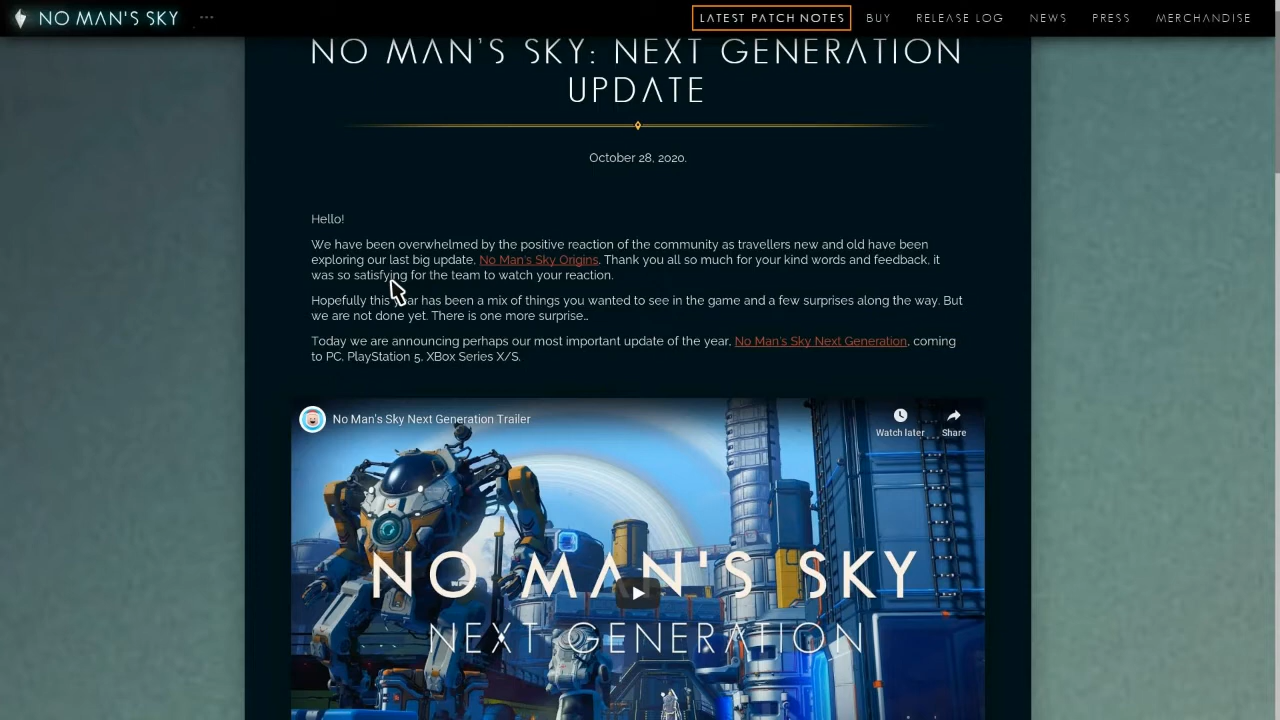 NO MAN'S SKY ... LATEST PATCH NOTES BUY RELEASE LOG NEWS PRESS MERCHANDISE
NO MAN'S SKY: NEXT GENERATION
UPDATE
October 28, 2020.
Hello!
We have been overwhelmed by the positive reaction of the community as travellers new and old have been
exploring our last big update, No Man's Sky Origins. Thank you all so much for your kind words and feedback, it
was so satisfying for the team to watch your reaction.
Hopefully this ar has been a mix of things you wanted to see in the game and a few surprises along the way. But
we are not done yet. There is one more surprise…
Today we are announcing perhaps our most important update of the year, No Man's Sky Next Generation, coming
to PC, PlayStation 5, XBox Series X/S.
No Man's Sky Next Generation Trailer
Watch later Share
NO MAN'S SKY
NEXT GENERATION